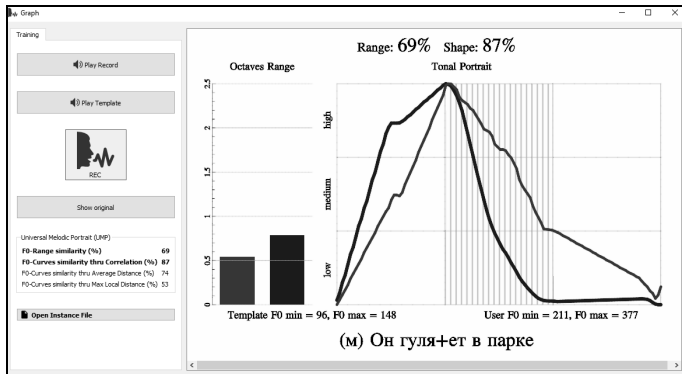 Graph
Training
Play Record
Play Template
REC
Show original
Universal Melodic Portrait (UMP)
F0-Range similarity (%) 69
F0-Curves similarity thru Correlation (%) 87
F0-Curves similarity thru Average Distance (%) 74
F0-Curves similarity thru Max Local Distance (%) 53
Open Instance File
Range: 69% Shape: 87%
Octaves Range
Tonal Portrait
2.5
2
1.5
1
0.5
0
high
medium
low
Template F0 min = 96, F0 max = 148
User F0 min = 211, F0 max = 377
(м) Он гуля+ет в парке